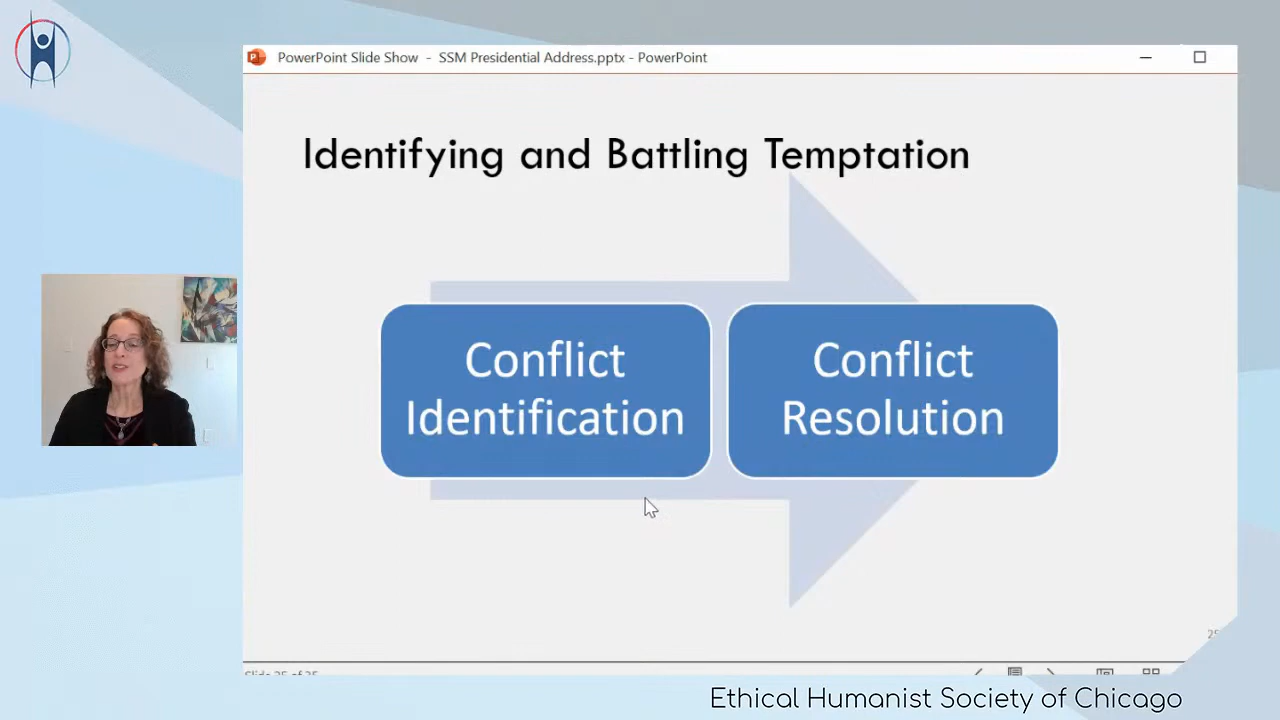 PowerPoint Slide Show - SSM Presidential Address.pptx - PowerPoint
Identifying and Battling Temptation
Conflict
Identification
Conflict
Resolution
Ethical Humanist Society of Chicago